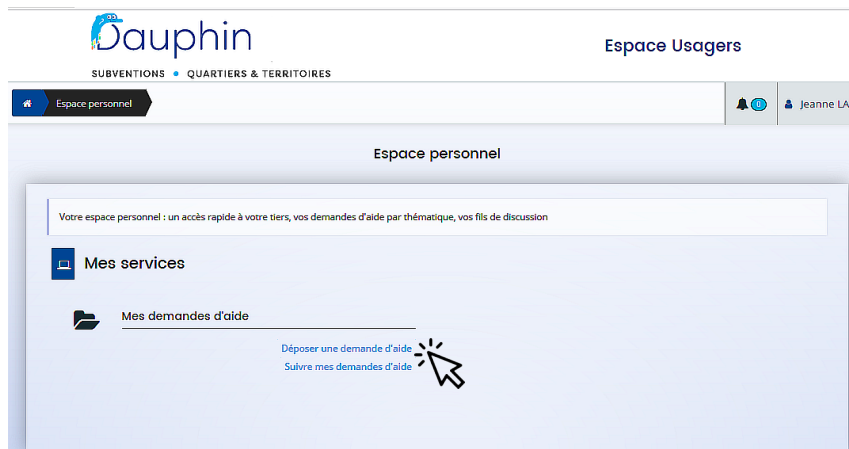 Dauphin
SUBVENTIONS • QUARTIERS & TERRITOIRES
Espace Usagers
Espace personnel
0
Jeanne LA
Espace personnel
Votre espace personnel : un accès rapide à votre tiers, vos demandes d'aide par thématique, vos fils de discussion
Mes services
Mes demandes d'aide
Déposer une demande d'aide
Suivre mes demandes d'aide